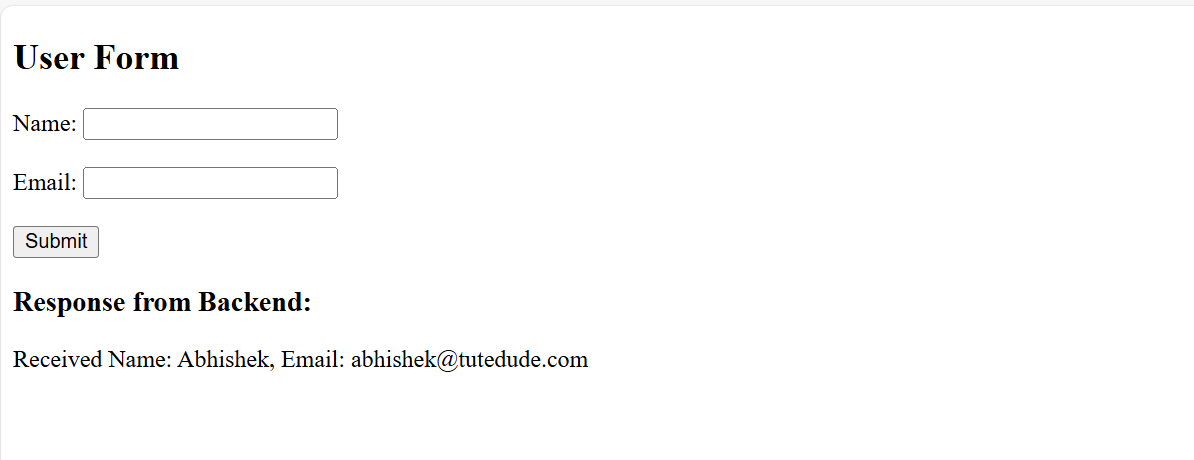 User Form
Name:
Email:
Submit
Response from Backend:
Received Name: Abhishek, Email: abhishek@tutedude.com